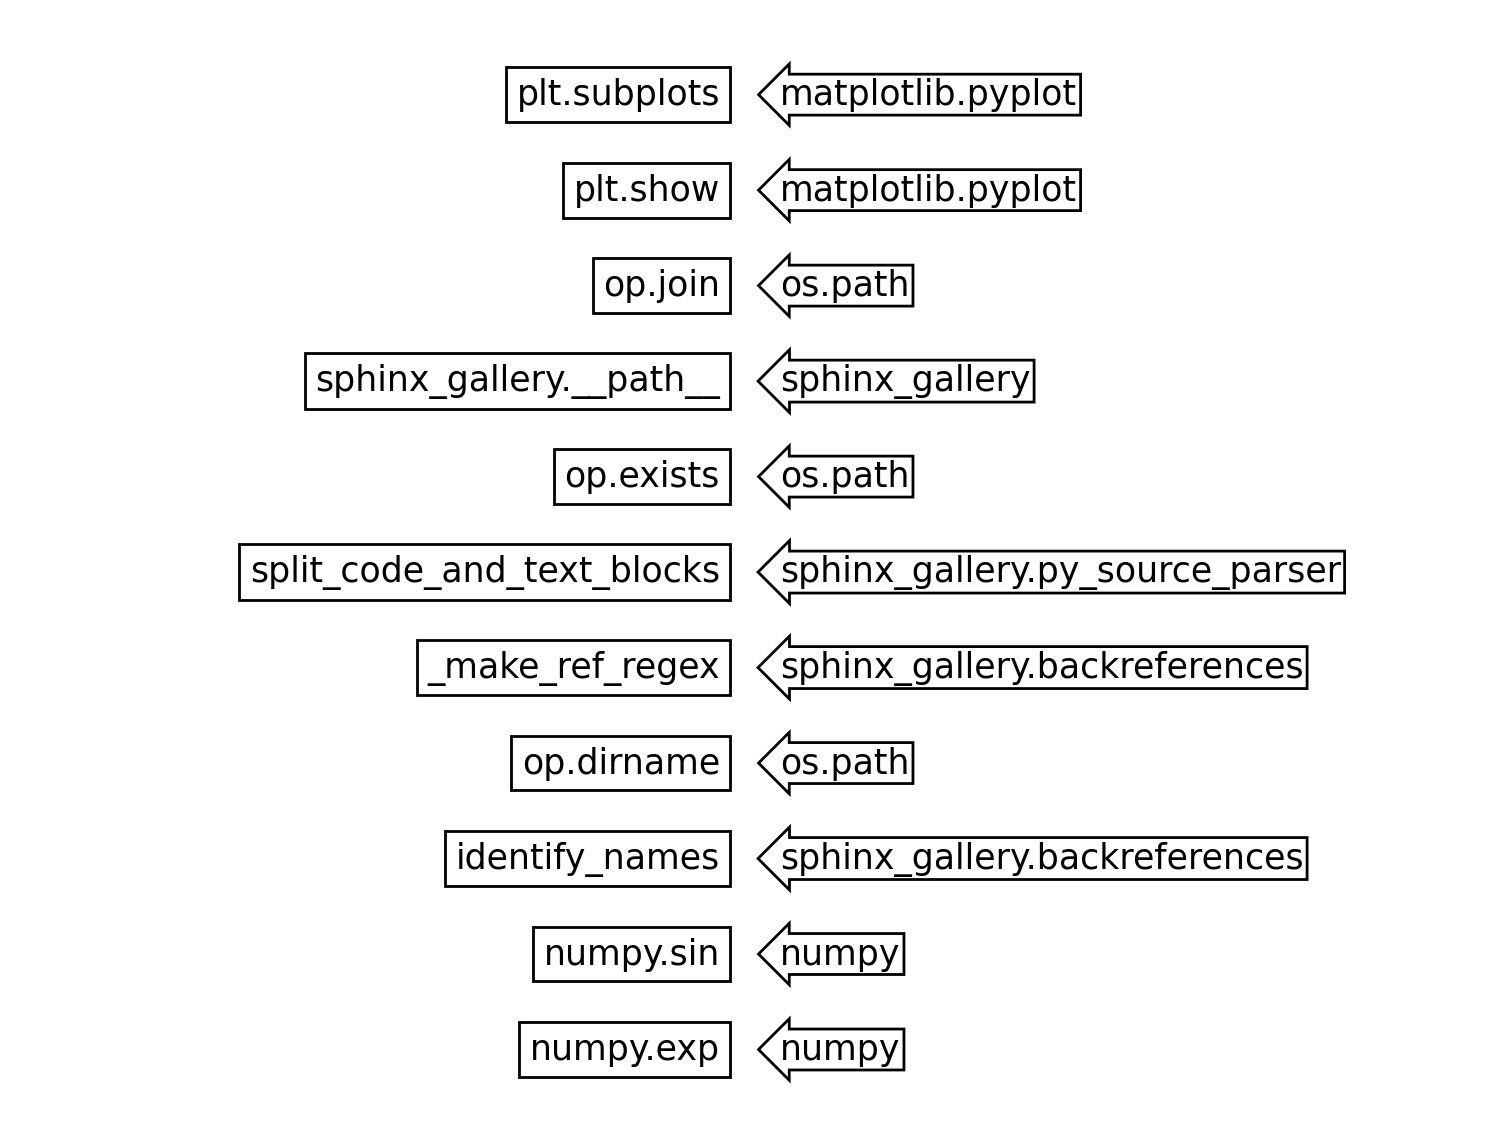 plt.subplots matplotlib.pyplot
plt.show matplotlib.pyplot
op.join os.path
sphinx_gallery.__path__ sphinx_gallery
op.exists os.path
split_code_and_text_blocks sphinx_gallery.py_source_parser
_make_ref_regex sphinx_gallery.backreferences
op.dirname os.path
identify_names sphinx_gallery.backreferences
numpy.sin numpy
numpy.exp numpy